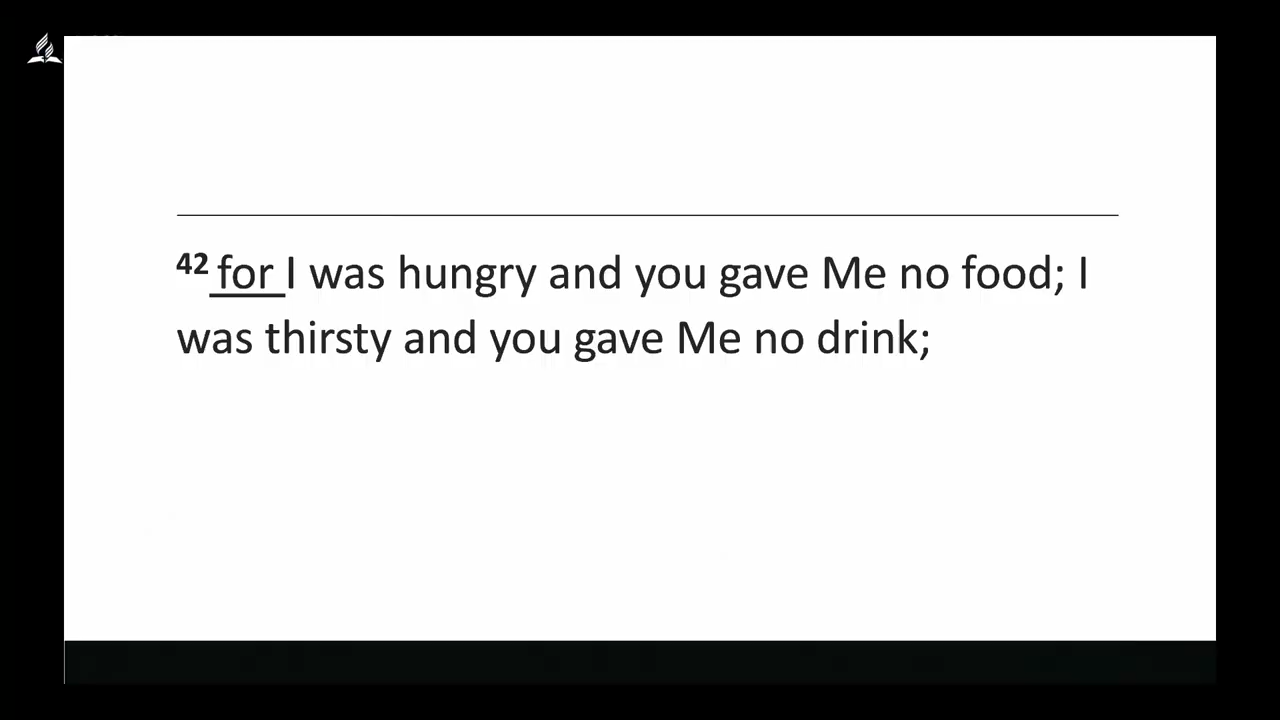 42 for I was hungry and you gave Me no food; I
was thirsty and you gave Me no drink;